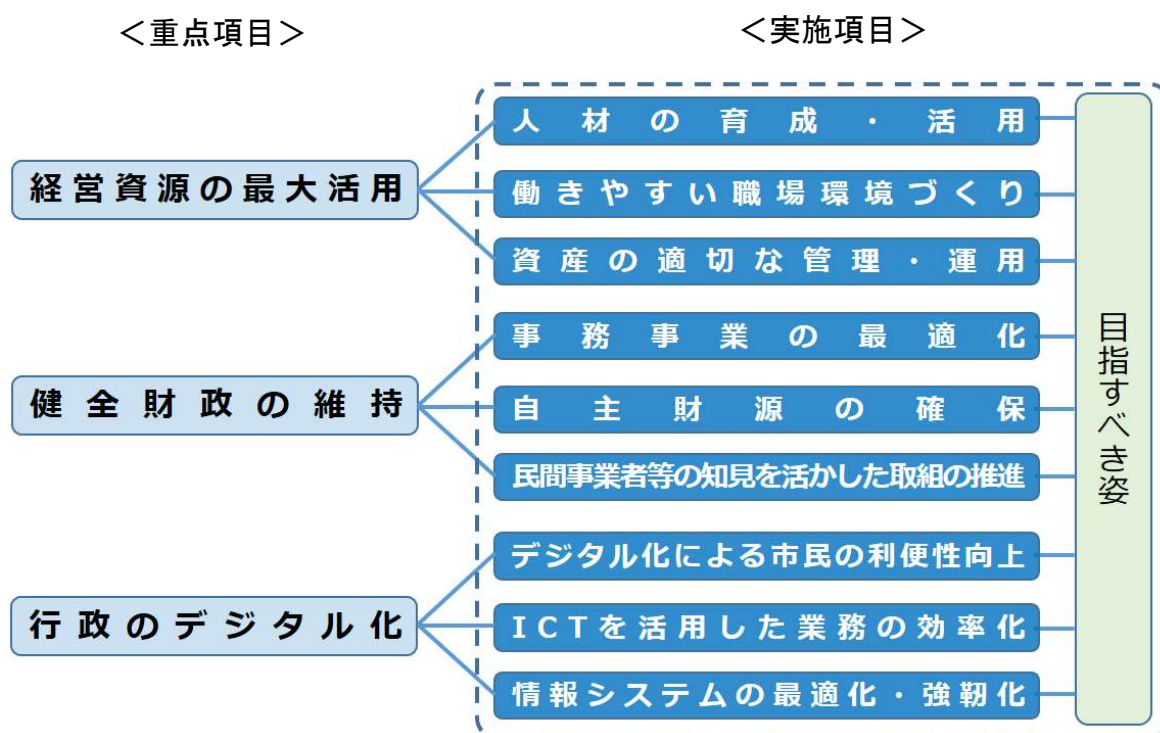 ＜重点項目＞
＜実施項目＞
経営資源の最大活用
人材の育成・活用
働きやすい職場環境づくり
資産の適切な管理・運用
健全財政の維持
事務事業の最適化
自主財源の確保
民間事業者等の知見を活かした取組の推進
行政のデジタル化
デジタル化による市民の利便性向上
ICTを活用した業務の効率化
情報システムの最適化・強靭化
目指すべき姿